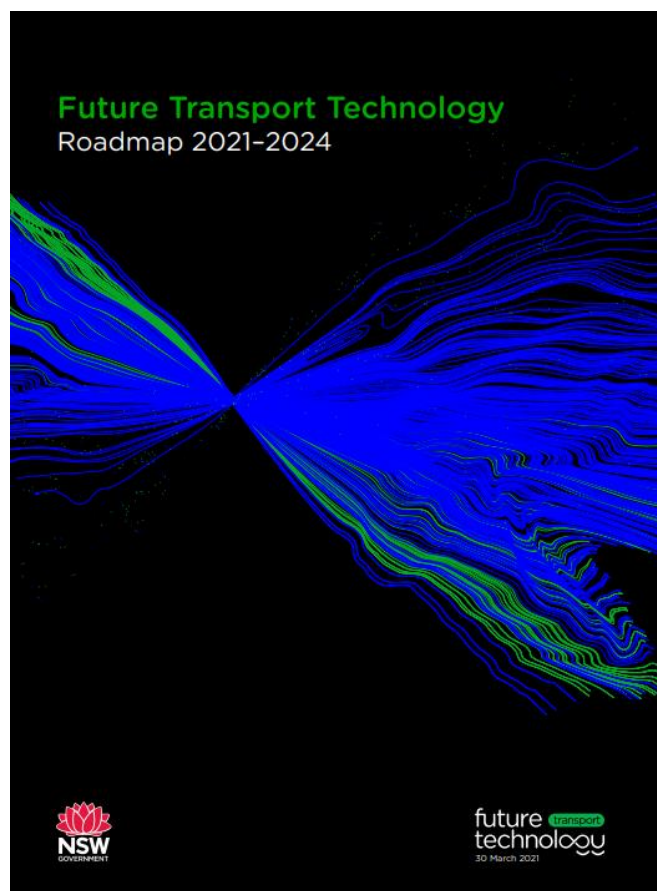 Future Transport Technology
Roadmap 2021–2024
NSW
GOVERNMENT
future transport
technology
30 March 2021